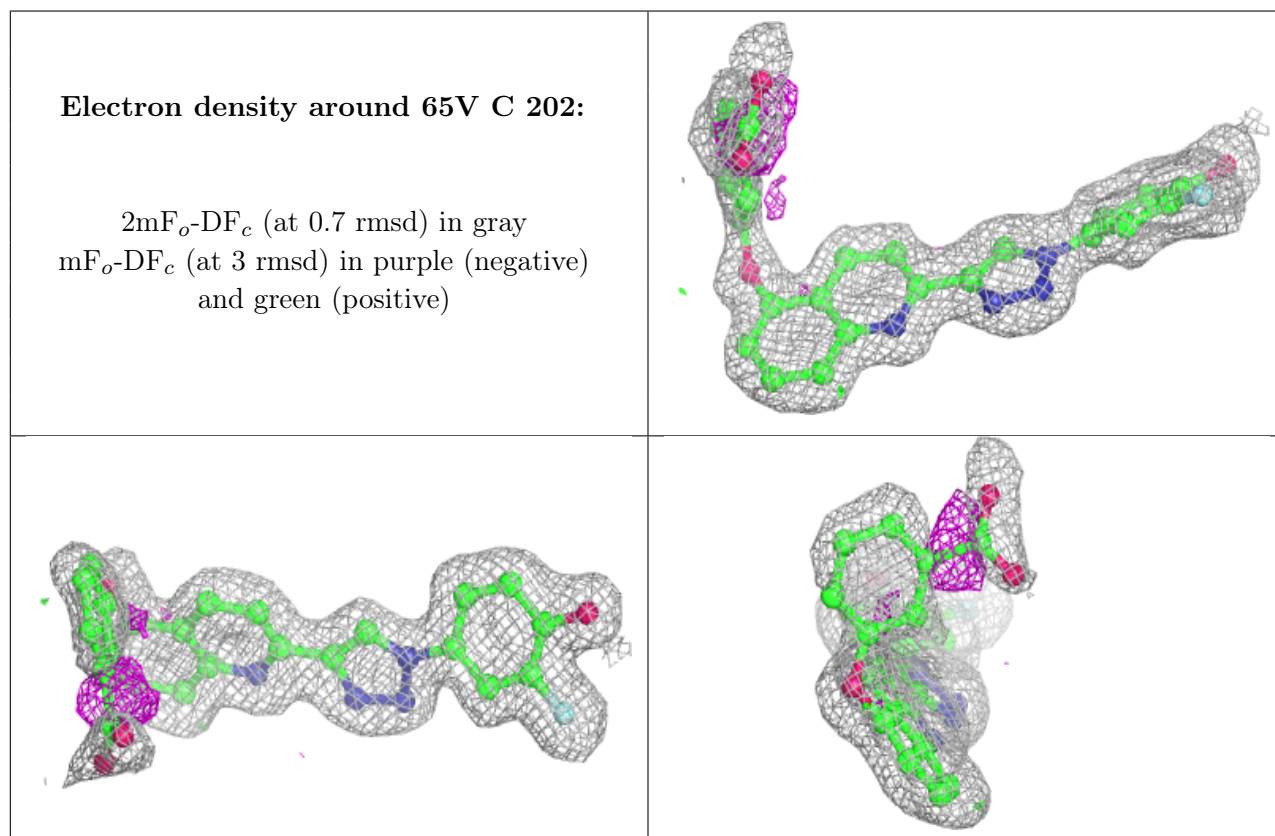 Electron density around 65V C 202:
2mFo-DFc (at 0.7 rmsd) in gray
mFo-DFc (at 3 rmsd) in purple (negative)
and green (positive)